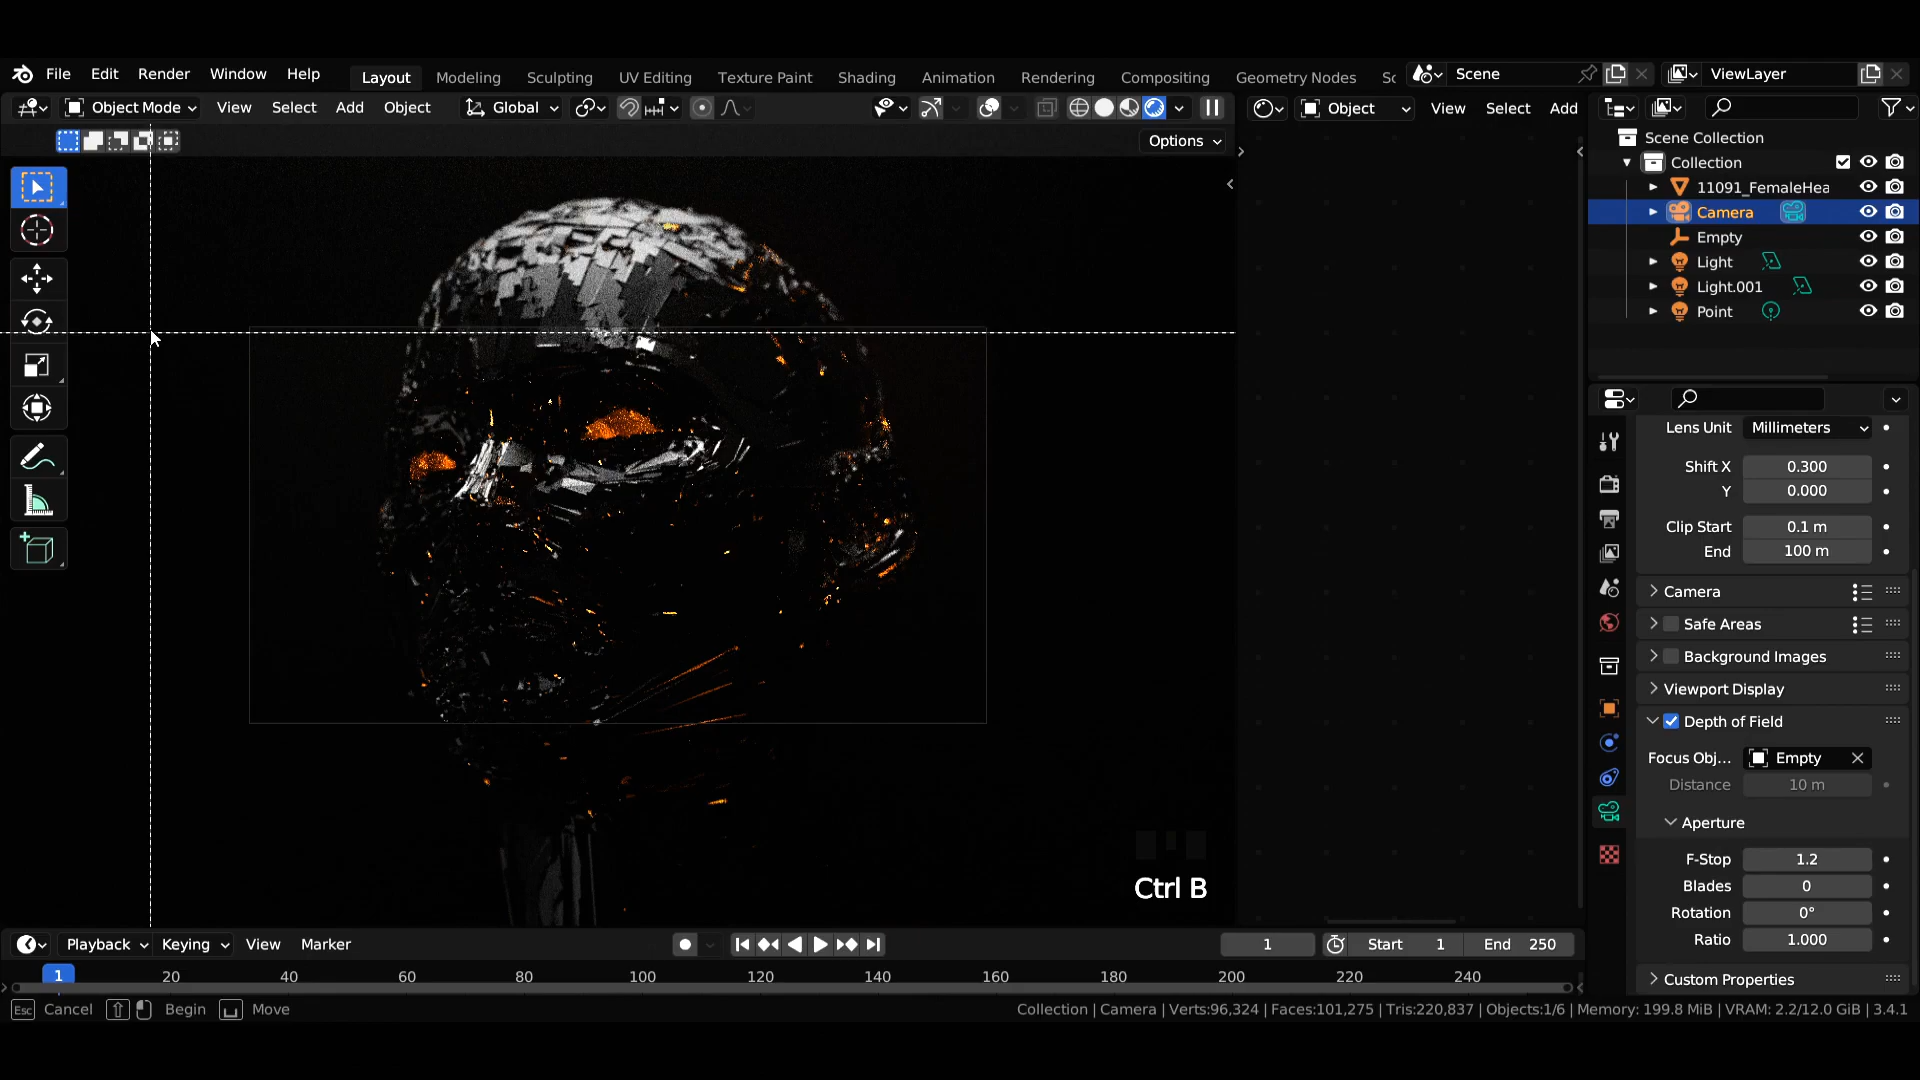 File Edit Render Window Help Layout Modeling Sculpting UV Editing Texture Paint Shading Animation Rendering Compositing Geometry Nodes Sc Scene ViewLayer
Object Mode View Select Add Object Global Object View Select Add
Options
Scene Collection
Collection
11091_FemaleHea
Camera
Empty
Light
Light.001
Point
Lens Unit Millimeters
Shift X 0.300
Y 0.000
Clip Start 0.1 m
End 100 m
Camera
Safe Areas
Background Images
Viewport Display
Depth of Field
Focus Obj... Empty
Distance 10 m
Aperture
F-Stop 1.2
Blades 0
Rotation 0°
Ratio 1.000
Custom Properties
Ctrl B
Playback Keying View Marker 1 Start 1 End 250
1 20 40 60 80 100 120 140 160 180 200 220 240
Esc Cancel Begin Move Collection | Camera | Verts:96,324 | Faces:101,275 | Tris:220,837 | Objects:1/6 | Memory: 199.8 MiB | VRAM: 2.2/12.0 GiB | 3.4.1